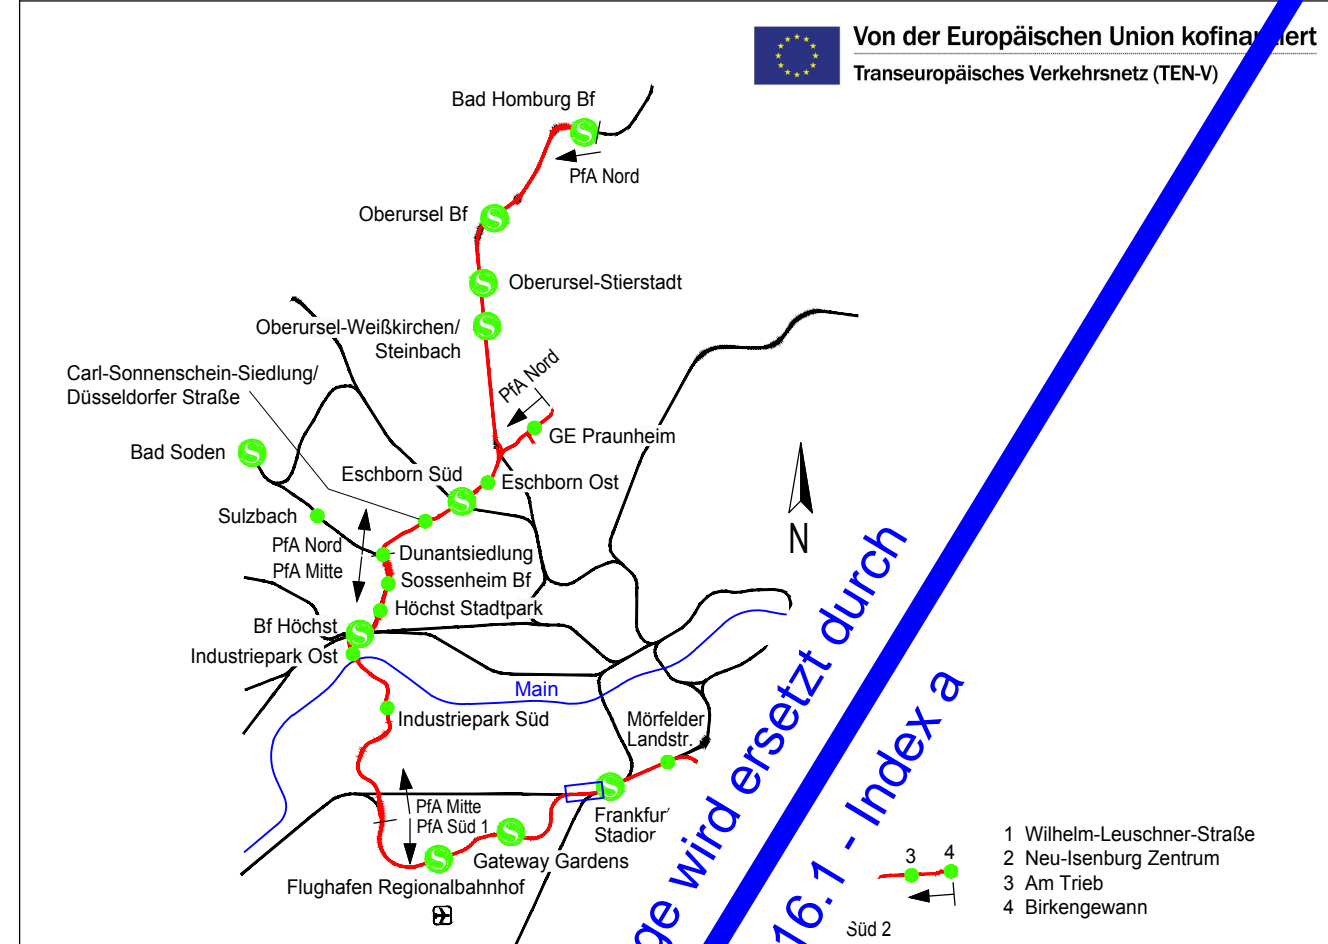 Von der Europäischen Union kofinanziert
Transeuropäisches Verkehrsnetz (TEN-V)
Bad Homburg Bf
PfA Nord
Oberursel Bf
Oberursel-Stierstadt
Oberursel-Weißkirchen/
Steinbach
Carl-Sonnenschein-Siedlung/
Düsseldorfer Straße
PfA Nord
GE Praunheim
Bad Soden
Eschborn Süd
Eschborn Ost
Sulzbach
PfA Nord
PfA Mitte
Dunantsiedlung
Sossenheim Bf
Höchst Stadtpark
Bf Höchst
Industriepark Ost
Main
Industriepark Süd
Mörfelder
Landstr.
N
PfA Mitte
PfA Süd 1
Frankfur
Stadion
Gateway Gardens
Flughafen Regionalbahnhof
ge wird ersetzt durch
16.1 - Index a
3 4
Süd 2
1 Wilhelm-Leuschner-Straße
2 Neu-Isenburg Zentrum
3 Am Trieb
4 Birkengewann